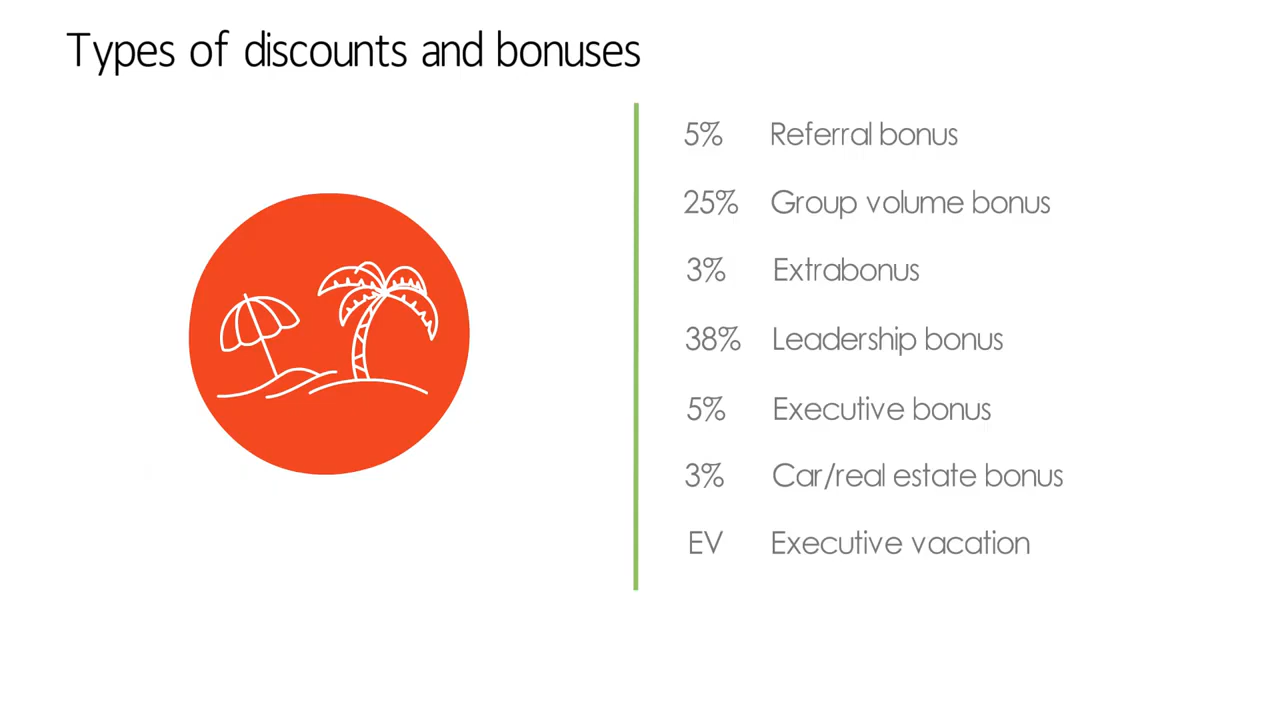 Types of discounts and bonuses
5% Referral bonus
25% Group volume bonus
3% Extrabonus
38% Leadership bonus
5% Executive bonus
3% Car/real estate bonus
EV Executive vacation